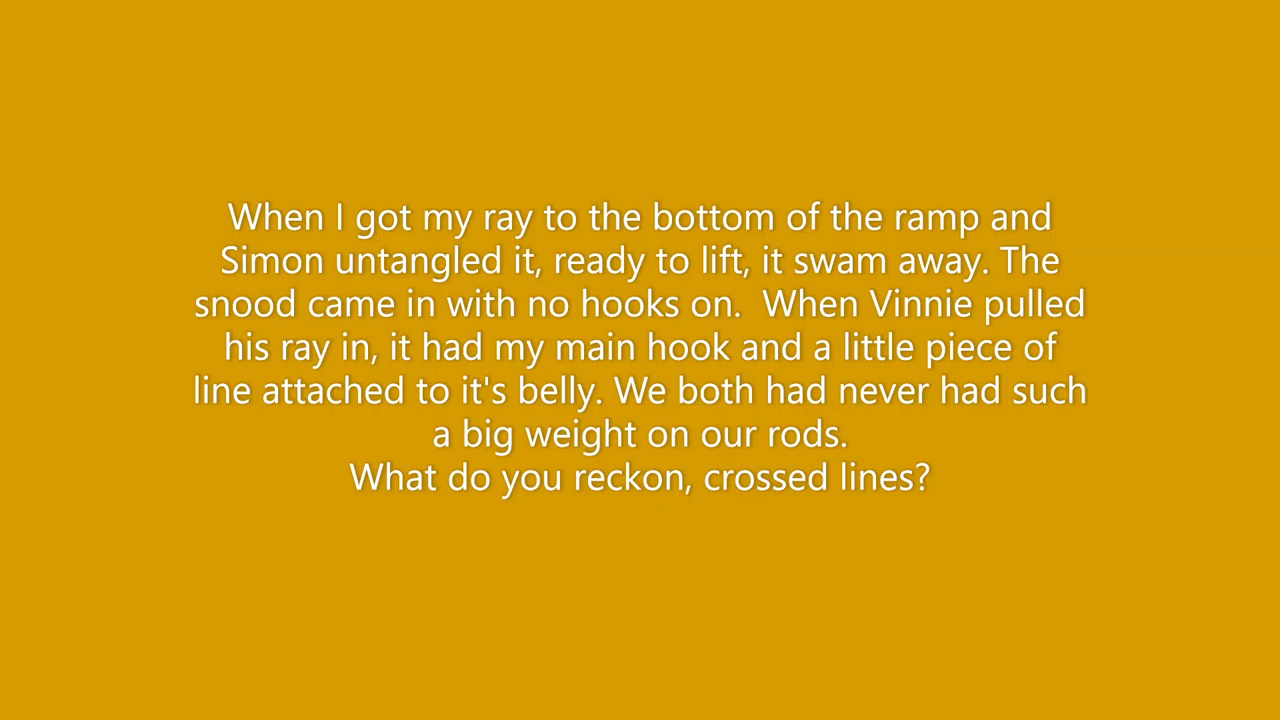 When I got my ray to the bottom of the ramp and
Simon untangled it, ready to lift, it swam away. The
snood came in with no hooks on.  When Vinnie pulled
his ray in, it had my main hook and a little piece of
line attached to it's belly. We both had never had such
a big weight on our rods.
What do you reckon, crossed lines?